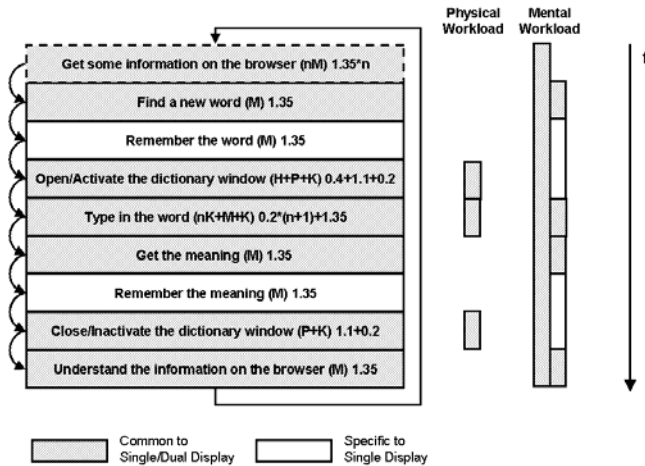 Physical Mental
Workload Workload
Get some information on the browser (nM) 1.35*n
Find a new word (M) 1.35
Remember the word (M) 1.35
Open/Activate the dictionary window (H+P+K) 0.4+1.1+0.2
Type in the word (nK+M+K) 0.2*(n+1)+1.35
Get the meaning (M) 1.35
Remember the meaning (M) 1.35
Close/Inactivate the dictionary window (P+K) 1.1+0.2
Understand the information on the browser (M) 1.35
Common to Specific to
Single/Dual Display Single Display